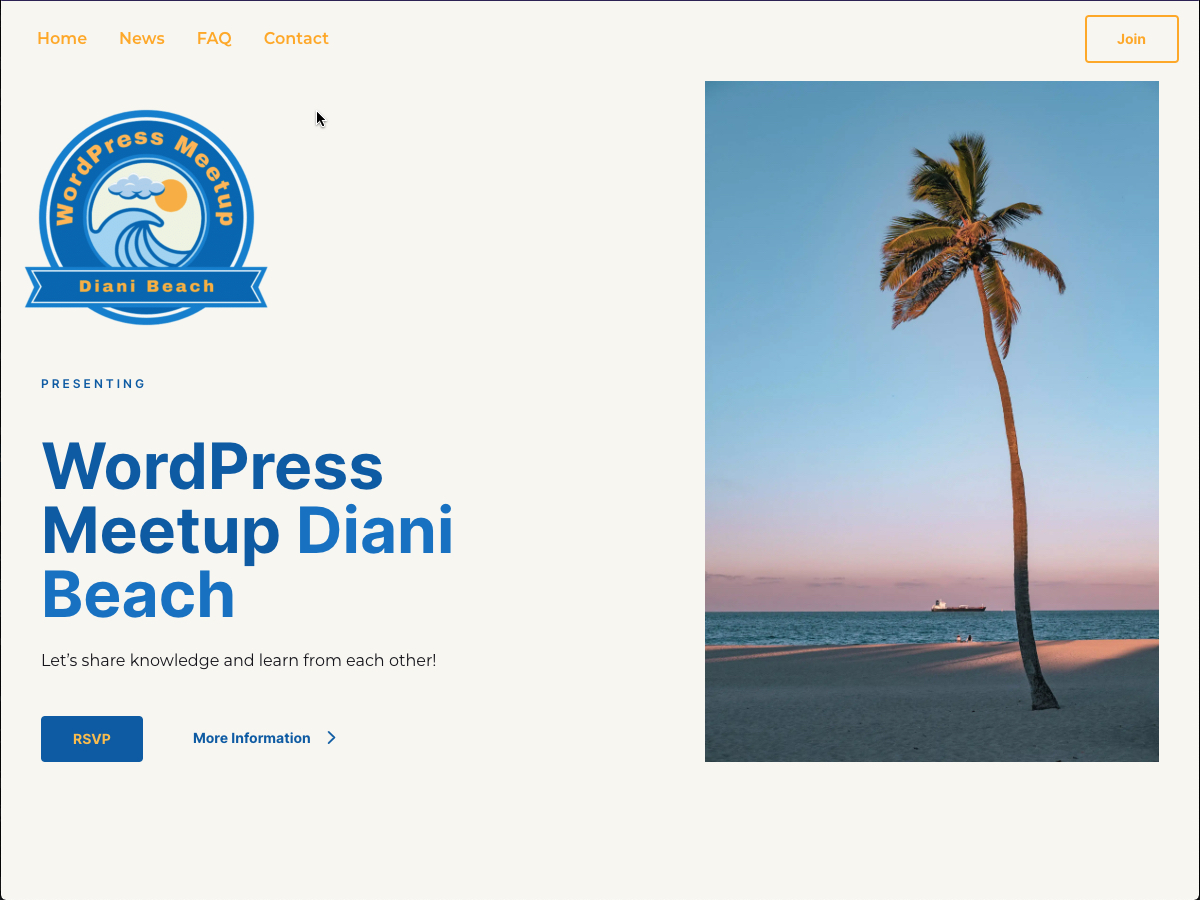 Home News FAQ Contact Join
WordPress Meetup
Diani Beach
PRESENTING
WordPress
Meetup Diani
Beach
Let’s share knowledge and learn from each other!
RSVP More Information